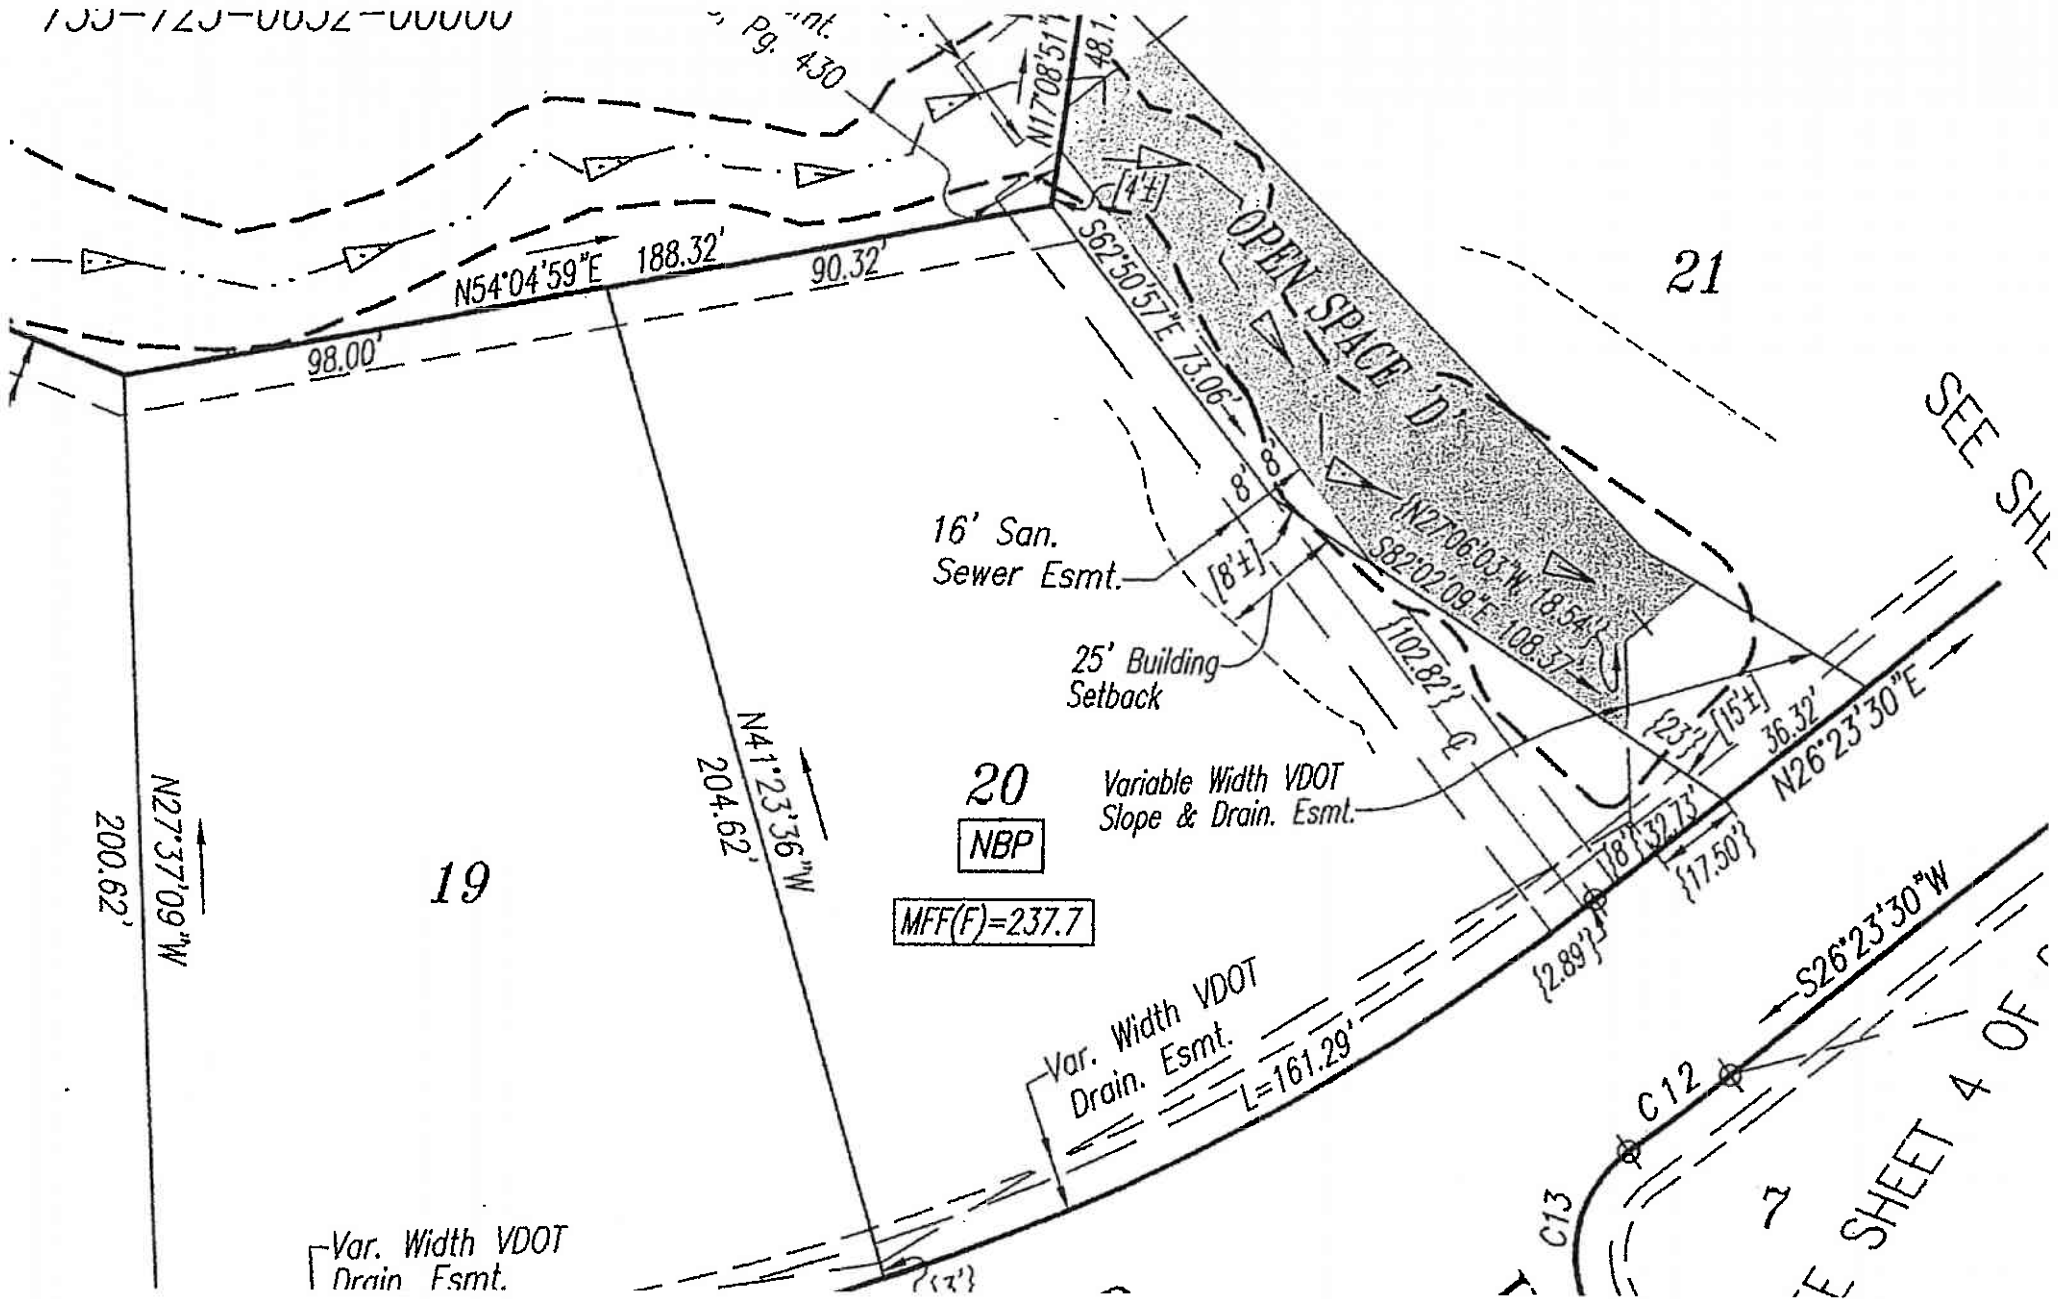 Pg. 430
N17°08'51"
48.1
[4'±]
OPEN SPACE 'D'
21
N54°04'59"E
188.32'
90.32'
98.00'
S62°50'57"E 73.06'
8'
8'
16' San.
Sewer Esmt.
[8'±]
{N27°06'03"W 18.54'}
S82°02'09"E 108.37'
{102.82'}
25' Building
Setback
SEE SHE
N27°37'09"W
200.62'
N41°23'36"W
204.62'
20
NBP
MFF(F)=237.7
19
Variable Width VDOT
Slope & Drain. Esmt.
{23'}
[15'±]
36.32'
N26°23'30"E
{8'}
32.73'
{17.50'}
{2.89'}
S26°23'30"W
Var. Width VDOT
Drain. Esmt.
L=161.29'
C12
C13
7
SHEET 4 OF
Var. Width VDOT
Drain. Esmt.